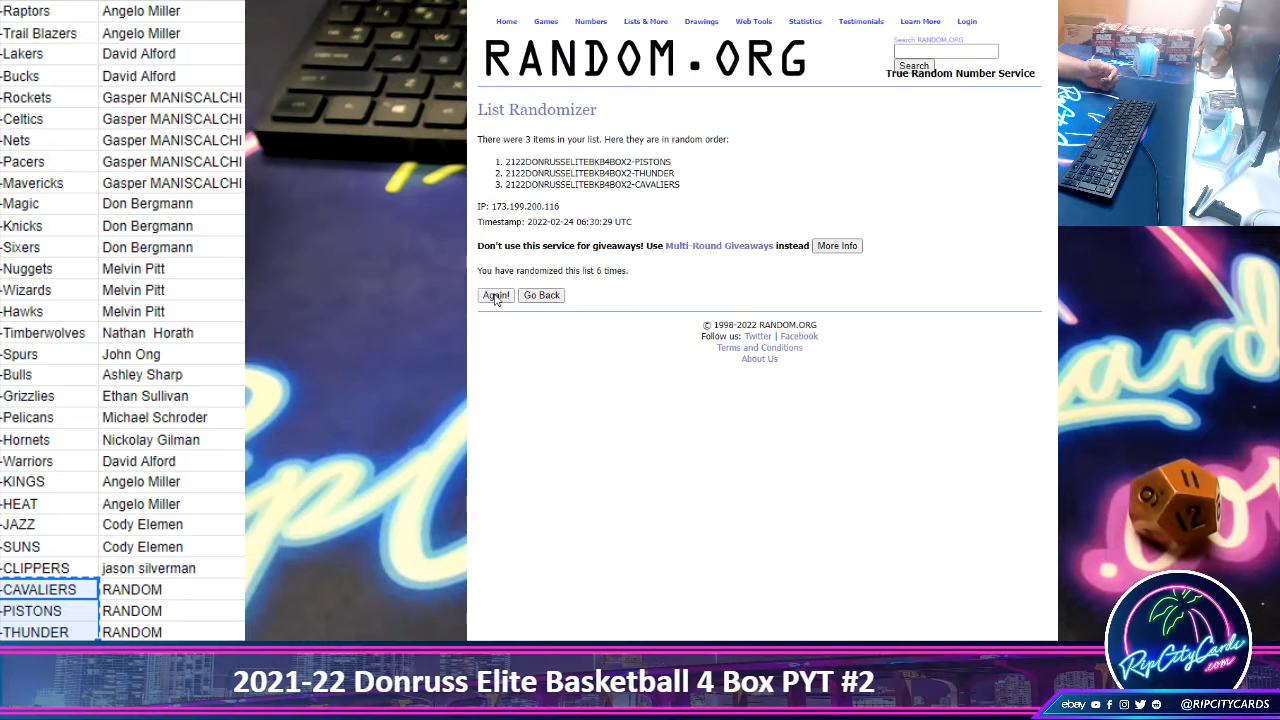 -Raptors Angelo Miller
-Trail Blazers Angelo Miller
-Lakers David Alford
-Bucks David Alford
-Rockets Gasper MANISCALCHI
-Celtics Gasper MANISCALCHI
-Nets Gasper MANISCALCHI
-Pacers Gasper MANISCALCHI
-Mavericks Gasper MANISCALCHI
-Magic Don Bergmann
-Knicks Don Bergmann
-Sixers Don Bergmann
-Nuggets Melvin Pitt
-Wizards Melvin Pitt
-Hawks Melvin Pitt
-Timberwolves Nathan Horath
-Spurs John Ong
-Bulls Ashley Sharp
-Grizzlies Ethan Sullivan
-Pelicans Michael Schroder
-Hornets Nickolay Gilman
-Warriors David Alford
-KINGS Angelo Miller
-HEAT Angelo Miller
-JAZZ Cody Elemen
-SUNS Cody Elemen
-CLIPPERS jason silverman
-CAVALIERS RANDOM
-PISTONS RANDOM
-THUNDER RANDOM
Home Games Numbers Lists & More Drawings Web Tools Statistics Testimonials Learn More Login
RANDOM.ORG
Search RANDOM.ORG
Search
True Random Number Service
List Randomizer
There were 3 items in your list. Here they are in random order:
1. 2122DONRUSSELITEBKB4BOX2-PISTONS
2. 2122DONRUSSELITEBKB4BOX2-THUNDER
3. 2122DONRUSSELITEBKB4BOX2-CAVALIERS
IP: 173.199.200.116
Timestamp: 2022-02-24 06:30:29 UTC
Don't use this service for giveaways! Use Multi-Round Giveaways instead More Info
You have randomized this list 6 times.
Again! Go Back
© 1998-2022 RANDOM.ORG
Follow us: Twitter | Facebook
Terms and Conditions
About Us
9 11 12
RipCityCards
.com
2021-22 Donruss Elite Basketball 4 Box PYT #2
ebay @RIPCITYCARDS